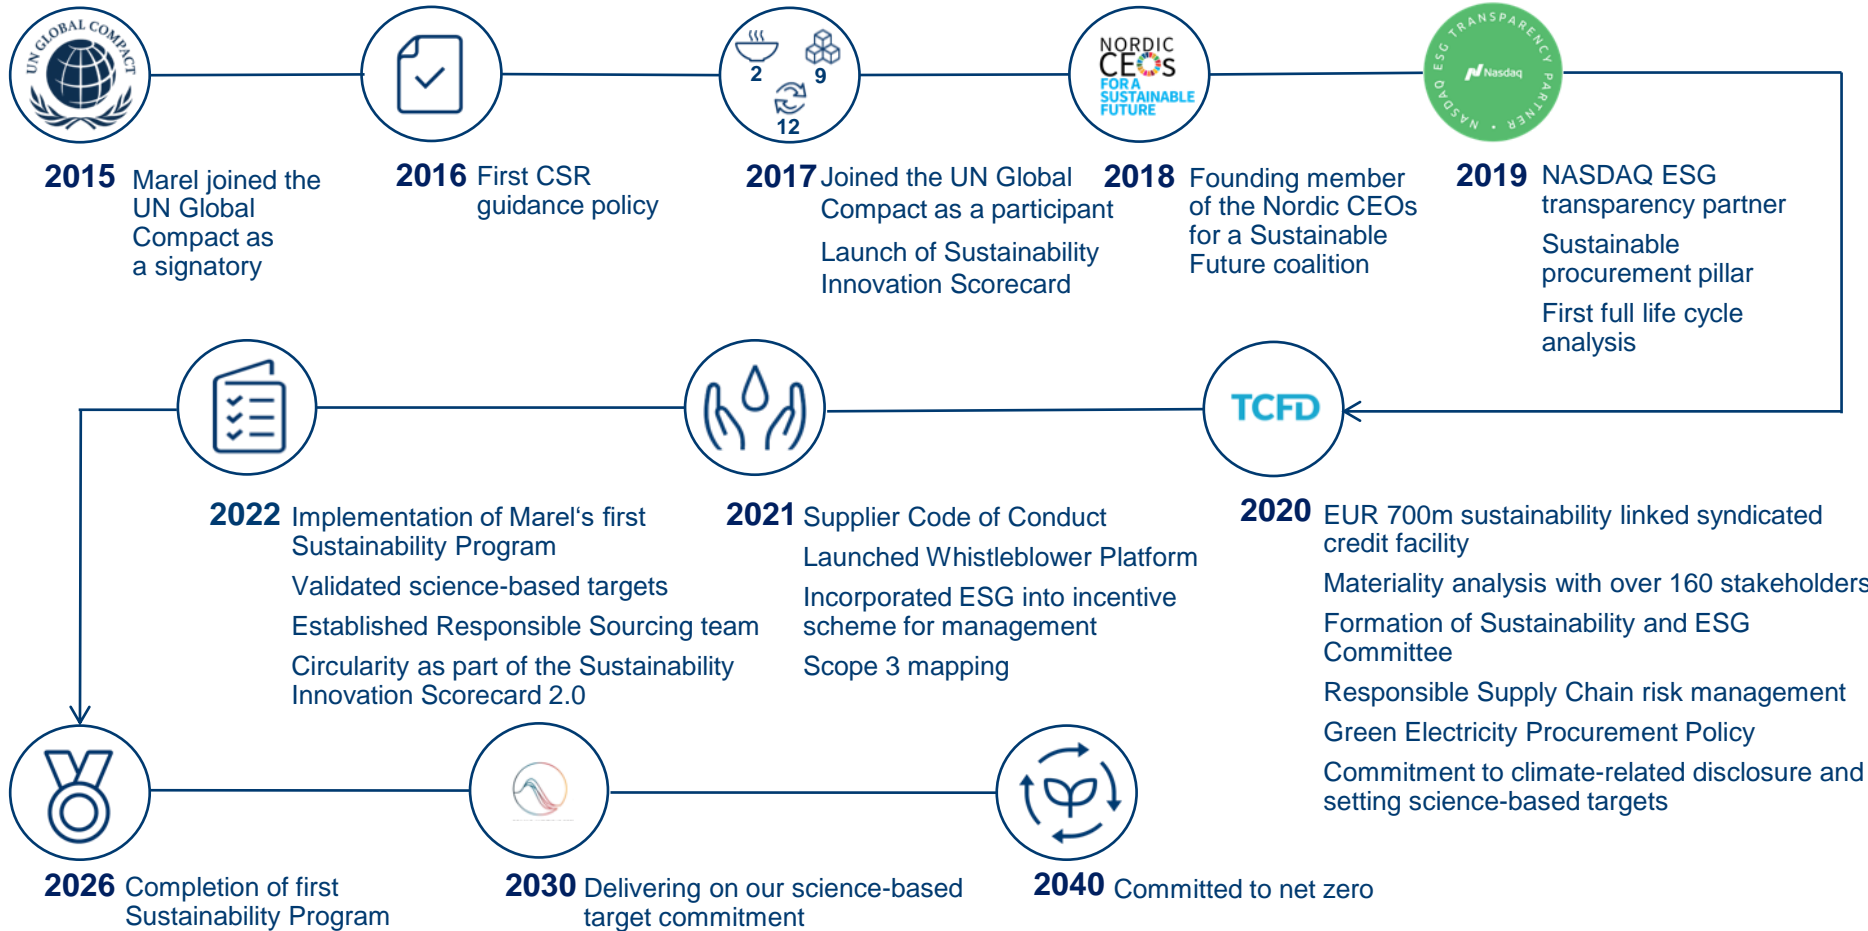 UN GLOBAL COMPACT
2
9
12
NORDIC
CEOs
FOR A
SUSTAINABLE
FUTURE
NASDAQ ESG TRANSPARENCY PARTNER •
Nasdaq
2015 Marel joined the
UN Global
Compact as
a signatory
2016 First CSR
guidance policy
2017 Joined the UN Global
Compact as a participant
Launch of Sustainability
Innovation Scorecard
2018 Founding member
of the Nordic CEOs
for a Sustainable
Future coalition
2019 NASDAQ ESG
transparency partner
Sustainable
procurement pillar
First full life cycle
analysis
TCFD
2020 EUR 700m sustainability linked syndicated
credit facility
Materiality analysis with over 160 stakeholders
Formation of Sustainability and ESG
Committee
Responsible Supply Chain risk management
Green Electricity Procurement Policy
Commitment to climate-related disclosure and
setting science-based targets
2021 Supplier Code of Conduct
Launched Whistleblower Platform
Incorporated ESG into incentive
scheme for management
Scope 3 mapping
2022 Implementation of Marel‘s first
Sustainability Program
Validated science-based targets
Established Responsible Sourcing team
Circularity as part of the Sustainability
Innovation Scorecard 2.0
2026 Completion of first
Sustainability Program
2030 Delivering on our science-based
target commitment
2040 Committed to net zero